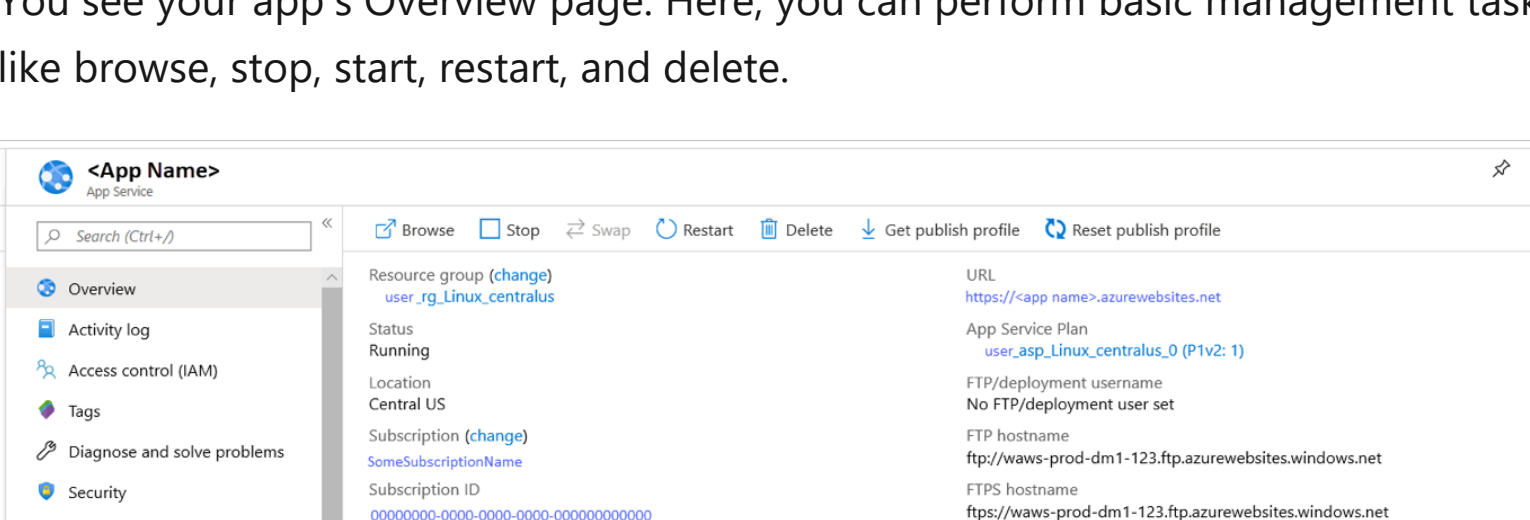 You see your app's Overview page. Here, you can perform basic management task
like browse, stop, start, restart, and delete.
<App Name>
App Service
Search (Ctrl+/)
«
Overview
Activity log
Access control (IAM)
Tags
Diagnose and solve problems
Security
Browse Stop Swap Restart Delete Get publish profile Reset publish profile
Resource group (change)
user_rg_Linux_centralus
Status
Running
Location
Central US
Subscription (change)
SomeSubscriptionName
Subscription ID
00000000-0000-0000-0000-000000000000
URL
https://<app name>.azurewebsites.net
App Service Plan
user_asp_Linux_centralus_0 (P1v2: 1)
FTP/deployment username
No FTP/deployment user set
FTP hostname
ftp://waws-prod-dm1-123.ftp.azurewebsites.windows.net
FTPS hostname
ftps://waws-prod-dm1-123.ftp.azurewebsites.windows.net